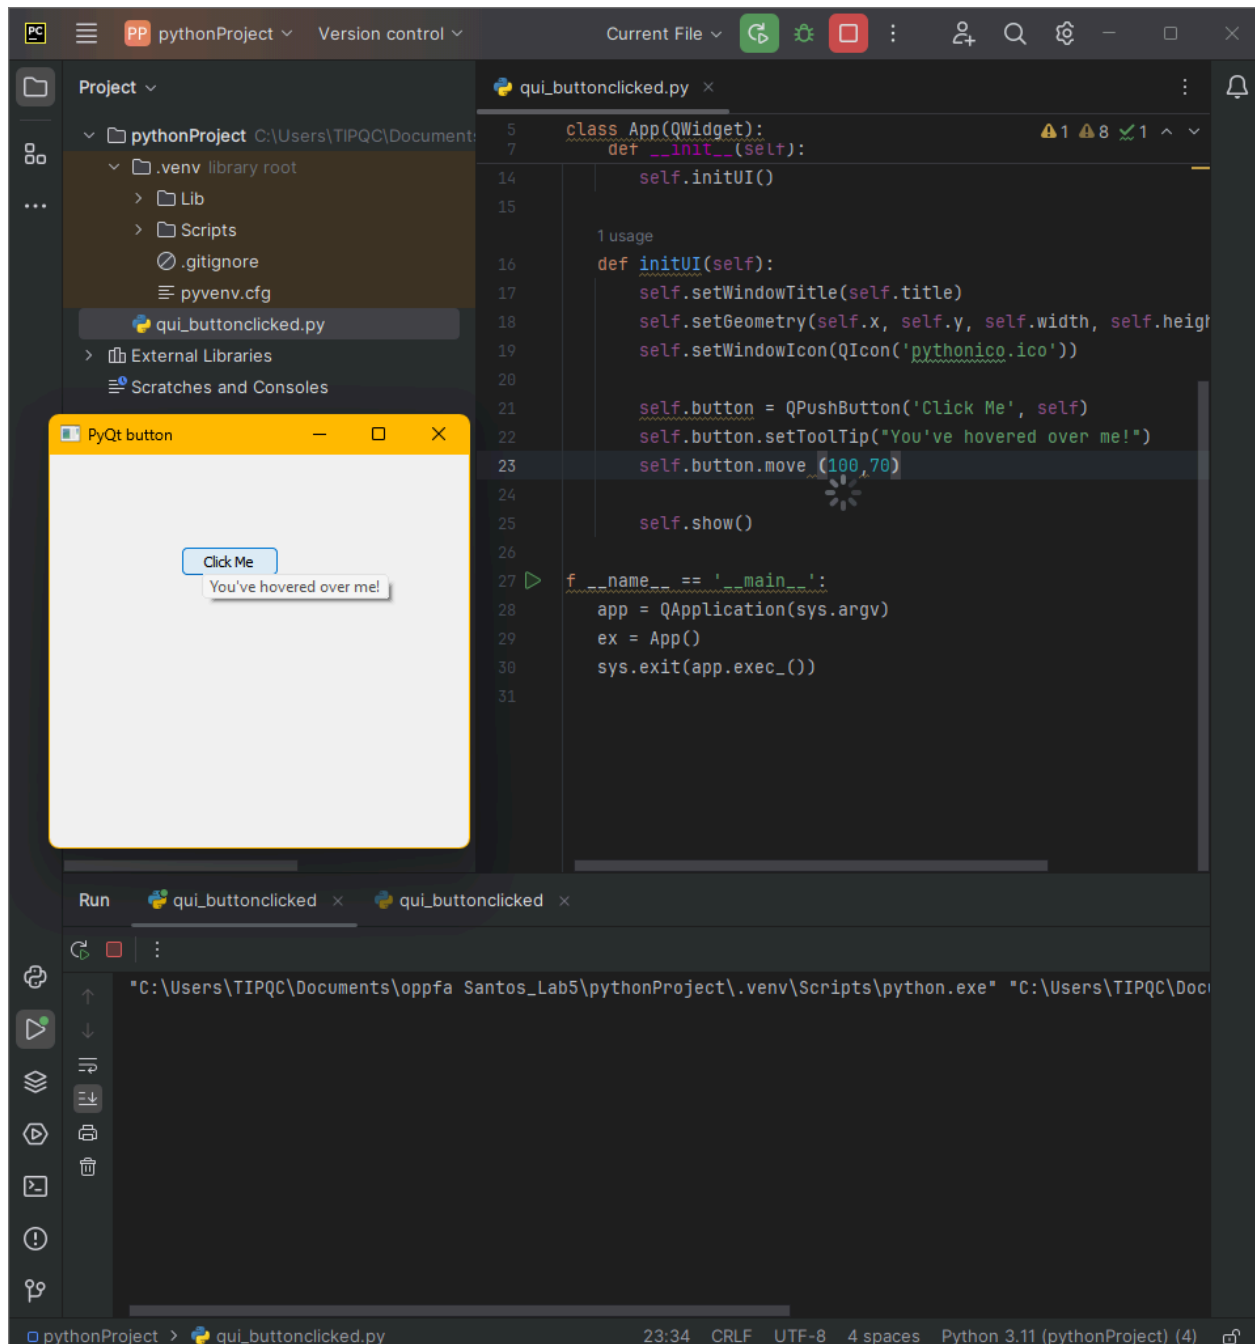 PC
PP pythonProject Version control Current File
Project
qui_buttonclicked.py
pythonProject C:\Users\TIPQC\Document
.venv library root
Lib
Scripts
.gitignore
pyvenv.cfg
qui_buttonclicked.py
External Libraries
Scratches and Consoles
1 8 1
5 class App(QWidget):
7 def __init__(self):
14 self.initUI()
15
1 usage
16 def initUI(self):
17 self.setWindowTitle(self.title)
18 self.setGeometry(self.x, self.y, self.width, self.heigh
19 self.setWindowIcon(QIcon('pythonico.ico'))
20
21 self.button = QPushButton('Click Me', self)
22 self.button.setToolTip("You've hovered over me!")
23 self.button.move (100,70)
24
25 self.show()
26
27 f __name__ == '__main__':
28 app = QApplication(sys.argv)
29 ex = App()
30 sys.exit(app.exec_())
31
PyQt button
Click Me
You've hovered over me!
Run qui_buttonclicked qui_buttonclicked
"C:\Users\TIPQC\Documents\oppfa Santos_Lab5\pythonProject\.venv\Scripts\python.exe" "C:\Users\TIPQC\Docu
pythonProject > qui_buttonclicked.py 23:34 CRLF UTF-8 4 spaces Python 3.11 (pythonProject) (4)